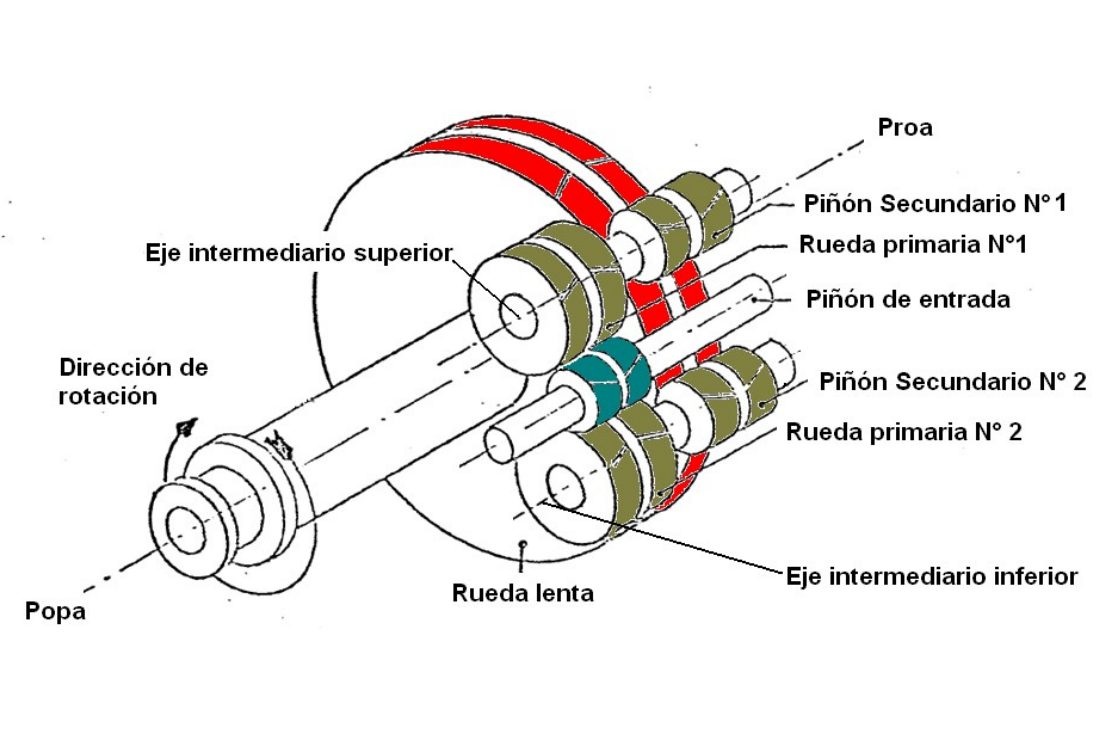 Proa
Piñón Secundario N° 1
Rueda primaria N°1
Eje intermediario superior
Piñón de entrada
Dirección de
rotación
Piñón Secundario N° 2
Rueda primaria N° 2
Eje intermediario inferior
Rueda lenta
Popa